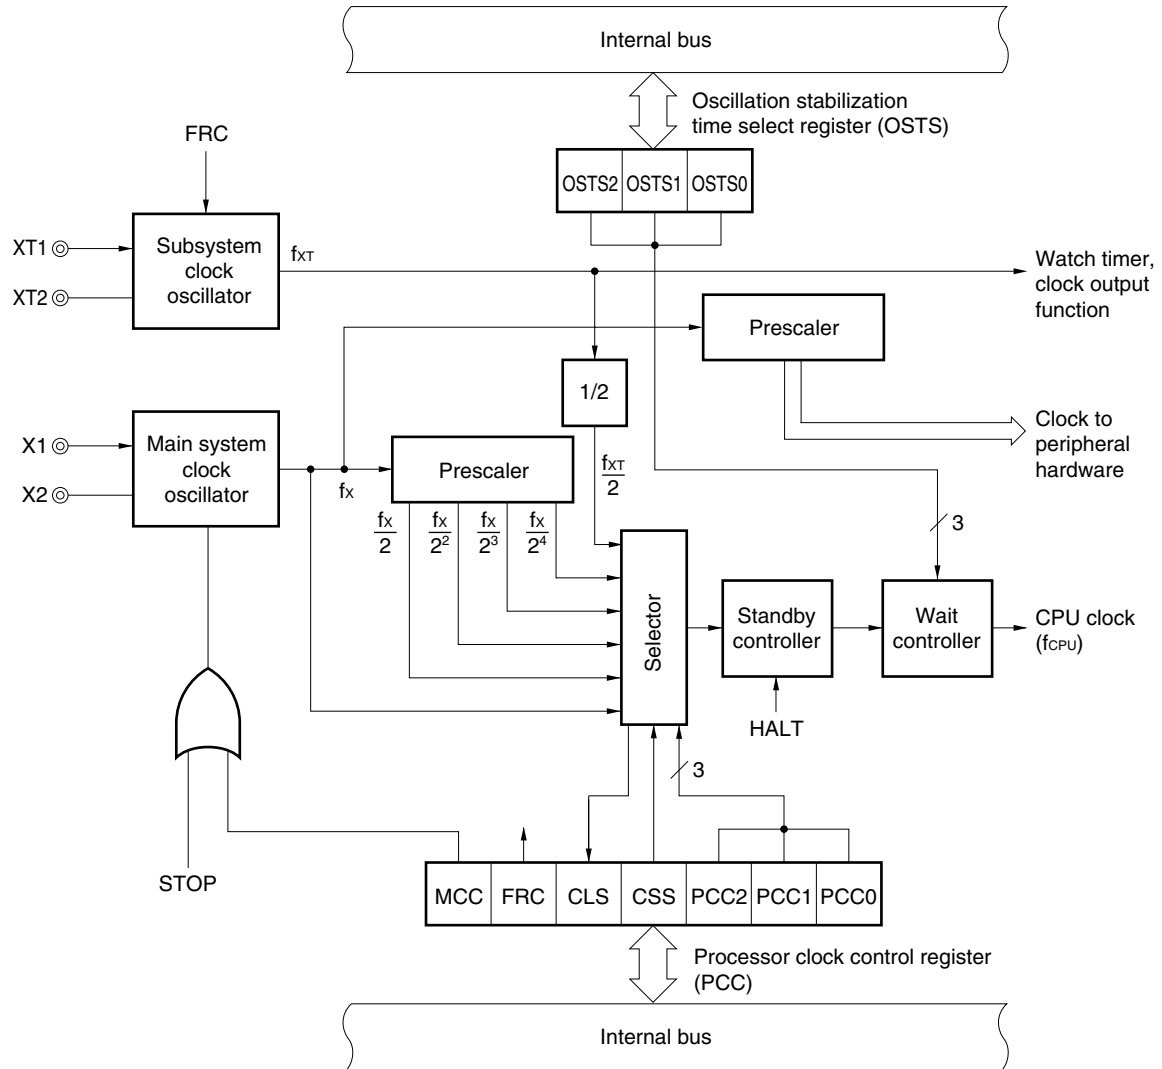 Internal bus
Oscillation stabilization
time select register (OSTS)
FRC
OSTS2 OSTS1 OSTS0
XT1
XT2
Subsystem
clock
oscillator
fXT
Watch timer,
clock output
function
Prescaler
1/2
X1
X2
Main system
clock
oscillator
fX
Prescaler
Clock to
peripheral
hardware
fXT/2
fX/2 fX/2² fX/2³ fX/2⁴
3
Selector
Standby
controller
Wait
controller
CPU clock
(fCPU)
HALT
3
STOP
MCC FRC CLS CSS PCC2 PCC1 PCC0
Processor clock control register
(PCC)
Internal bus